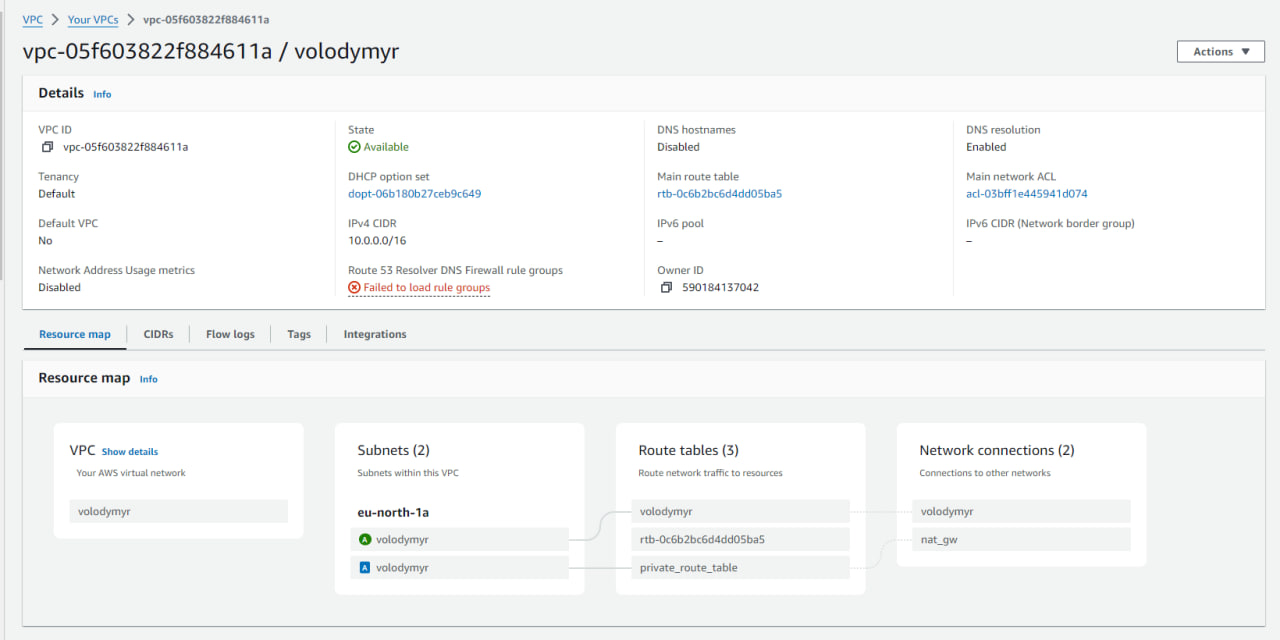 VPC > Your VPCs > vpc-05f603822f884611a
vpc-05f603822f884611a / volodymyr
Actions ▼
Details Info
VPC ID
vpc-05f603822f884611a
State
Available
DNS hostnames
Disabled
DNS resolution
Enabled
Tenancy
Default
DHCP option set
dopt-06b180b27ceb9c649
Main route table
rtb-0c6b2bc6d4dd05ba5
Main network ACL
acl-03bff1e445941d074
Default VPC
No
IPv4 CIDR
10.0.0.0/16
IPv6 pool
–
IPv6 CIDR (Network border group)
–
Network Address Usage metrics
Disabled
Route 53 Resolver DNS Firewall rule groups
Failed to load rule groups
Owner ID
590184137042
Resource map
CIDRs
Flow logs
Tags
Integrations
Resource map Info
VPC Show details
Your AWS virtual network
volodymyr
Subnets (2)
Subnets within this VPC
eu-north-1a
A volodymyr
A volodymyr
Route tables (3)
Route network traffic to resources
volodymyr
rtb-0c6b2bc6d4dd05ba5
private_route_table
Network connections (2)
Connections to other networks
volodymyr
nat_gw